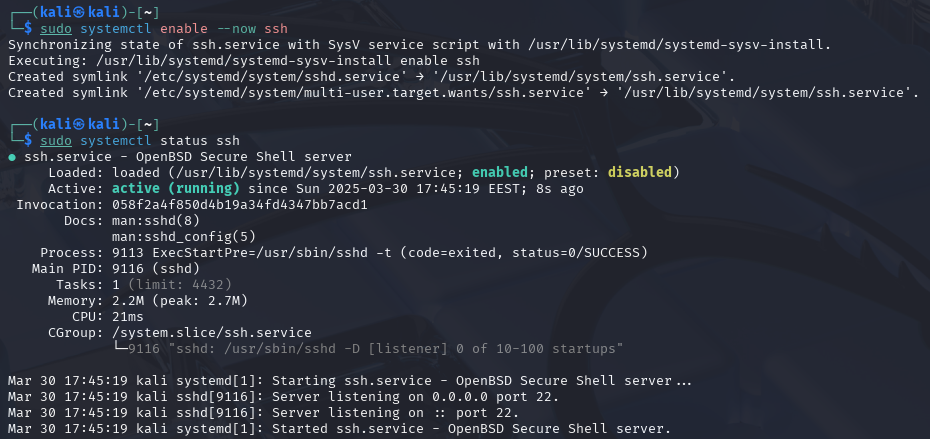 ┌──(kali㉿kali)-[~]
└─$ sudo systemctl enable --now ssh
Synchronizing state of ssh.service with SysV service script with /usr/lib/systemd/systemd-sysv-install.
Executing: /usr/lib/systemd/systemd-sysv-install enable ssh
Created symlink '/etc/systemd/system/sshd.service' → '/usr/lib/systemd/system/ssh.service'.
Created symlink '/etc/systemd/system/multi-user.target.wants/ssh.service' → '/usr/lib/systemd/system/ssh.service'.
┌──(kali㉿kali)-[~]
└─$ sudo systemctl status ssh
● ssh.service - OpenBSD Secure Shell server
Loaded: loaded (/usr/lib/systemd/system/ssh.service; enabled; preset: disabled)
Active: active (running) since Sun 2025-03-30 17:45:19 EEST; 8s ago
Invocation: 058f2a4f850d4b19a34fd4347bb7acd1
Docs: man:sshd(8)
man:sshd_config(5)
Process: 9113 ExecStartPre=/usr/sbin/sshd -t (code=exited, status=0/SUCCESS)
Main PID: 9116 (sshd)
Tasks: 1 (limit: 4432)
Memory: 2.2M (peak: 2.7M)
CPU: 21ms
CGroup: /system.slice/ssh.service
└─9116 "sshd: /usr/sbin/sshd -D [listener] 0 of 10-100 startups"
Mar 30 17:45:19 kali systemd[1]: Starting ssh.service - OpenBSD Secure Shell server...
Mar 30 17:45:19 kali sshd[9116]: Server listening on 0.0.0.0 port 22.
Mar 30 17:45:19 kali sshd[9116]: Server listening on :: port 22.
Mar 30 17:45:19 kali systemd[1]: Started ssh.service - OpenBSD Secure Shell server.